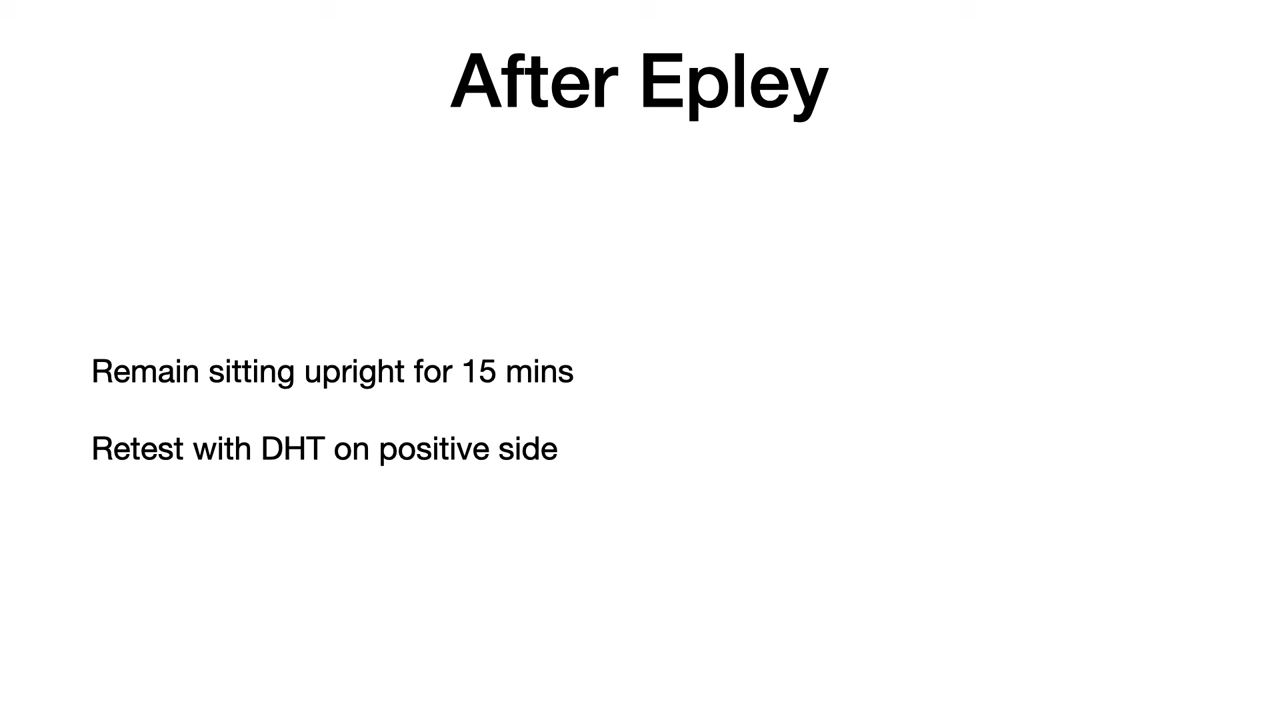 After Epley
Remain sitting upright for 15 mins
Retest with DHT on positive side